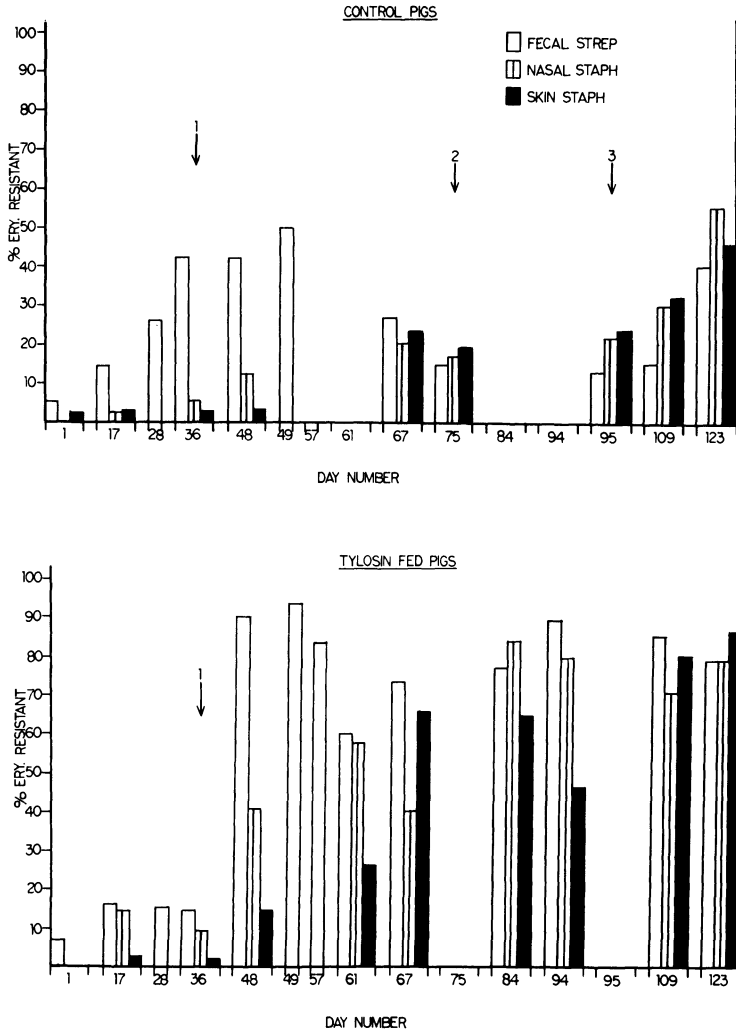 CONTROL PIGS
FECAL STREP
NASAL STAPH
SKIN STAPH
% ERY. RESISTANT
100
90
80
70
60
50
40
30
20
10
1
2
3
1 17 28 36 48 49 57 61 67 75 84 94 95 109 123
DAY NUMBER
TYLOSIN FED PIGS
% ERY. RESISTANT
100
90
80
70
60
50
40
30
20
10
1
1 17 28 36 48 49 57 61 67 75 84 94 95 109 123
DAY NUMBER